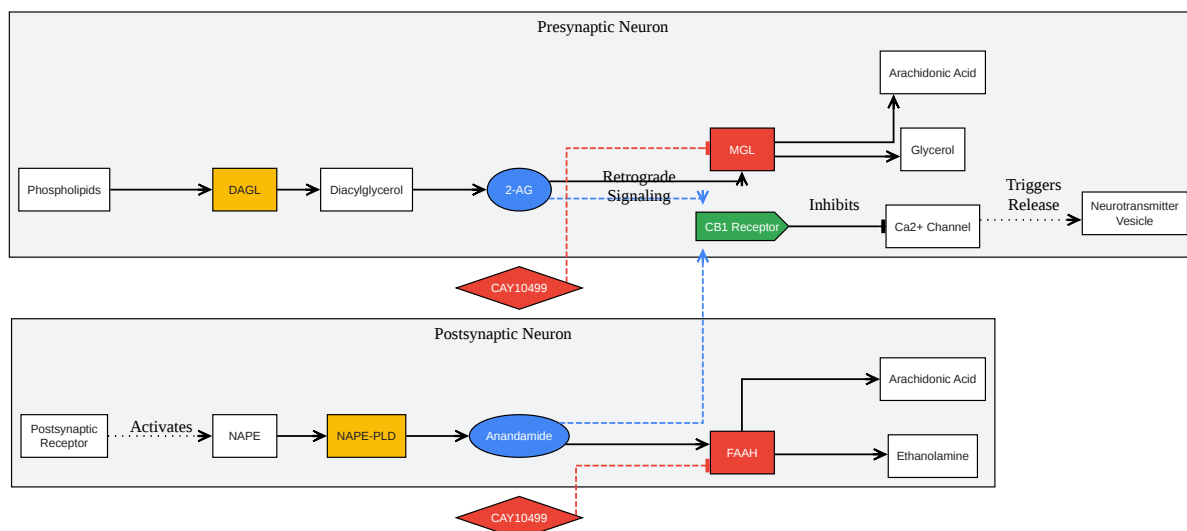 Presynaptic Neuron
Arachidonic Acid
MGL
Glycerol
Phospholipids
DAGL
Diacylglycerol
2-AG
Retrograde
Signaling
CB1 Receptor
Inhibits
Ca2+ Channel
Triggers
Release
Neurotransmitter
Vesicle
CAY10499
Postsynaptic Neuron
Arachidonic Acid
Postsynaptic
Receptor
Activates
NAPE
NAPE-PLD
Anandamide
FAAH
Ethanolamine
CAY10499